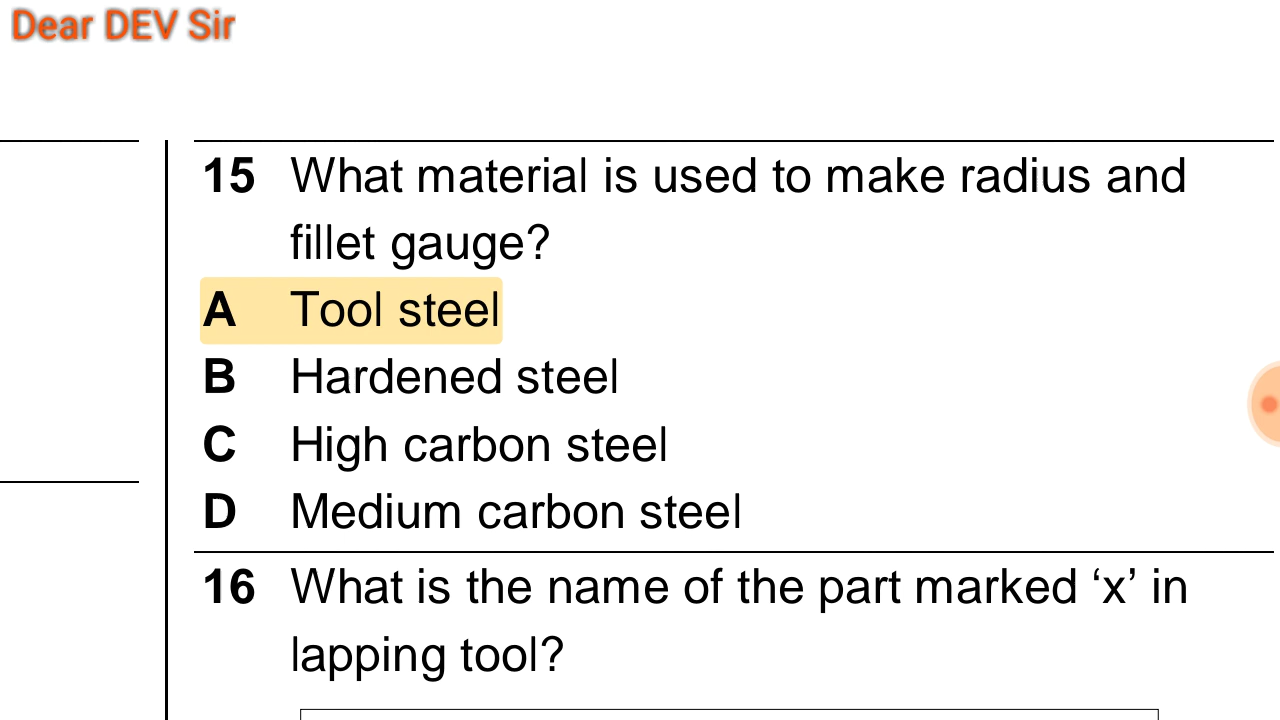 Dear DEV Sir
15 What material is used to make radius and
fillet gauge?
A Tool steel
B Hardened steel
C High carbon steel
D Medium carbon steel
16 What is the name of the part marked ‘x’ in
lapping tool?